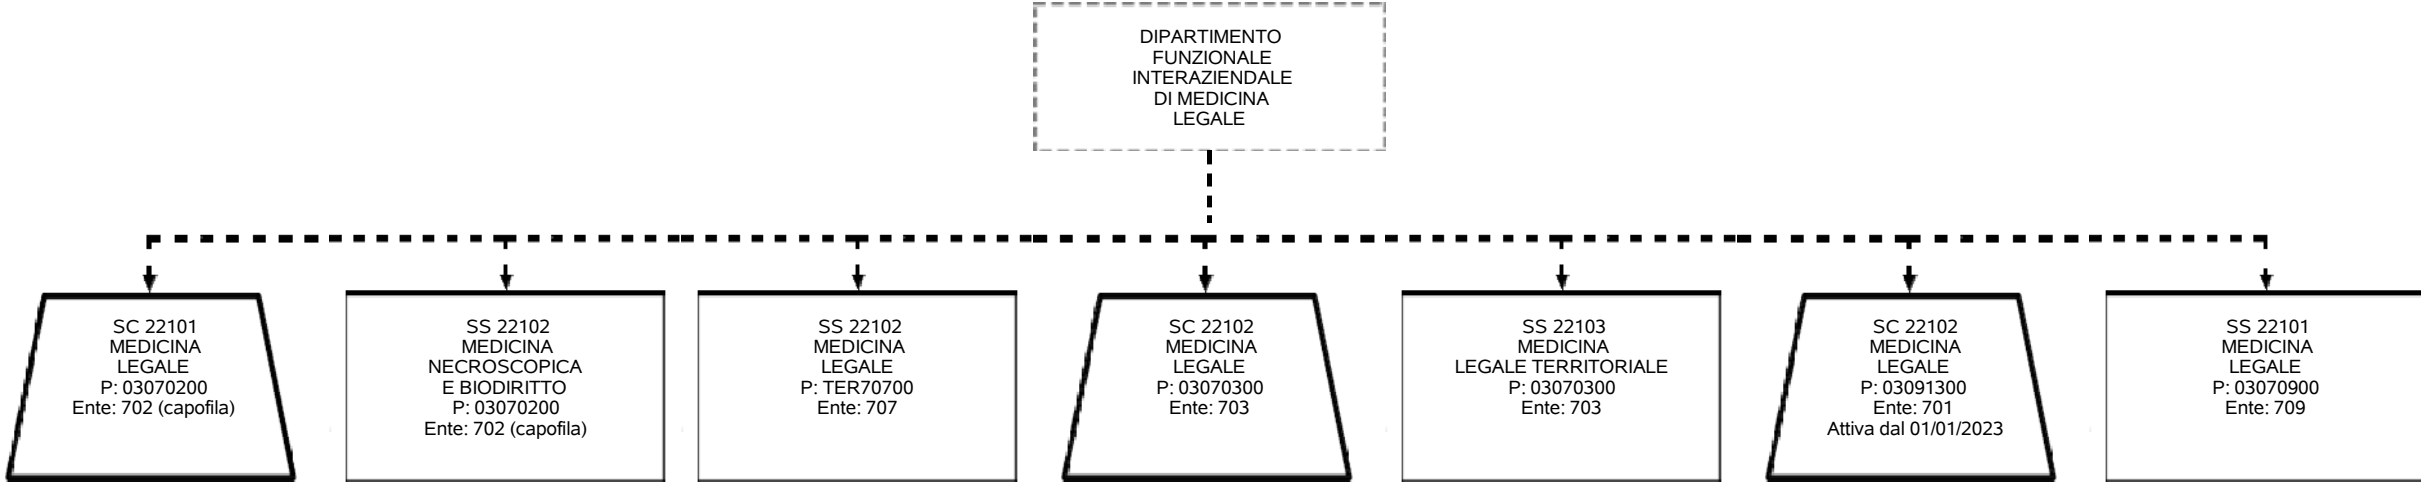 DIPARTIMENTO
FUNZIONALE
INTERAZIENDALE
DI MEDICINA
LEGALE
SC 22101
MEDICINA
LEGALE
P: 03070200
Ente: 702 (capofila)
SS 22102
MEDICINA
NECROSCOPICA
E BIODIRITTO
P: 03070200
Ente: 702 (capofila)
SS 22102
MEDICINA
LEGALE
P: TER70700
Ente: 707
SC 22102
MEDICINA
LEGALE
P: 03070300
Ente: 703
SS 22103
MEDICINA
LEGALE TERRITORIALE
P: 03070300
Ente: 703
SC 22102
MEDICINA
LEGALE
P: 03091300
Ente: 701
Attiva dal 01/01/2023
SS 22101
MEDICINA
LEGALE
P: 03070900
Ente: 709